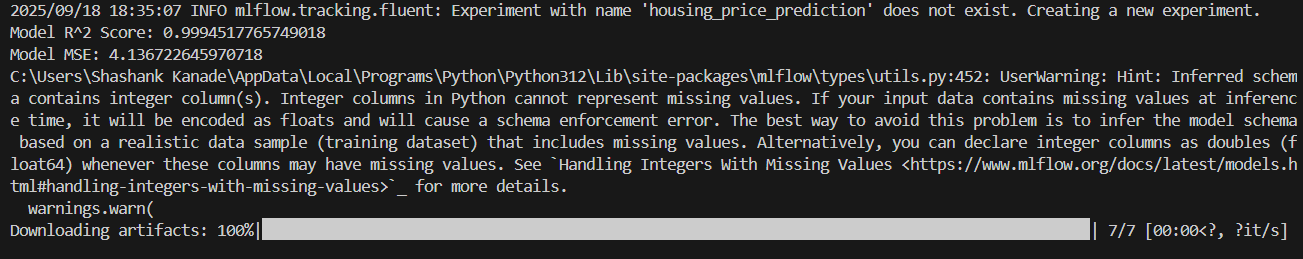 2025/09/18 18:35:07 INFO mlflow.tracking.fluent: Experiment with name 'housing_price_prediction' does not exist. Creating a new experiment.
Model R^2 Score: 0.9994517765749018
Model MSE: 4.136722645970718
C:\Users\Shashank Kanade\AppData\Local\Programs\Python\Python312\Lib\site-packages\mlflow\types\utils.py:452: UserWarning: Hint: Inferred schem
a contains integer column(s). Integer columns in Python cannot represent missing values. If your input data contains missing values at inferenc
e time, it will be encoded as floats and will cause a schema enforcement error. The best way to avoid this problem is to infer the model schema
 based on a realistic data sample (training dataset) that includes missing values. Alternatively, you can declare integer columns as doubles (f
loat64) whenever these columns may have missing values. See `Handling Integers With Missing Values <https://www.mlflow.org/docs/latest/models.h
tml#handling-integers-with-missing-values>`_ for more details.
  warnings.warn(
Downloading artifacts: 100%|██████████| 7/7 [00:00<?, ?it/s]